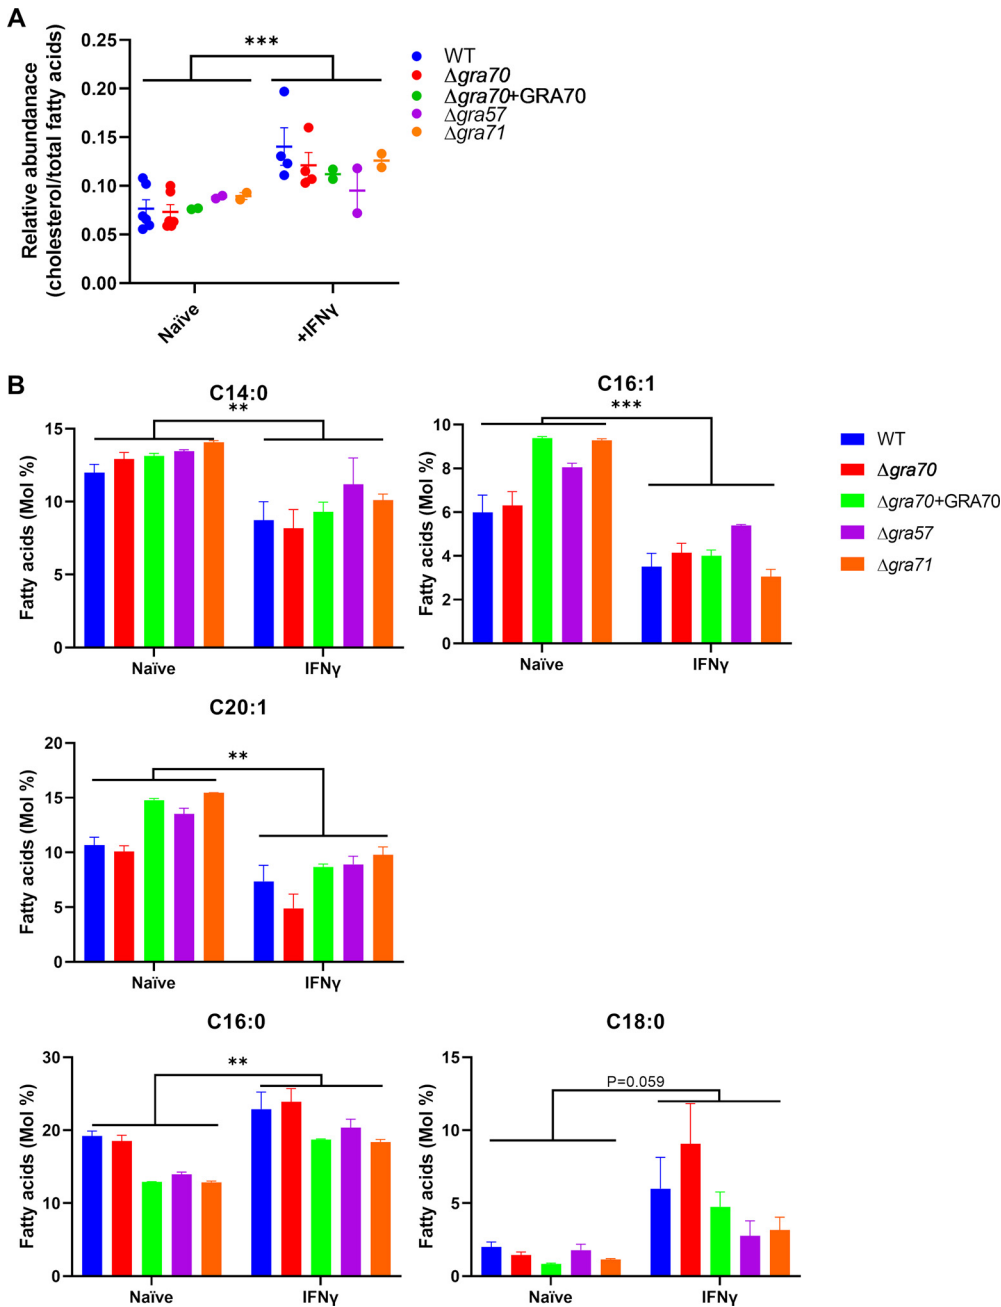 A
Relative abundanace
(cholesterol/total fatty acids)
0.25
0.20
0.15
0.10
0.05
0.00
***
Naïve
+IFNγ
WT
Δgra70
Δgra70+GRA70
Δgra57
Δgra71
B
C14:0
**
Fatty acids (Mol %)
15
10
5
0
Naïve
IFNγ
C16:1
***
Fatty acids (Mol %)
10
8
6
4
2
0
Naïve
IFNγ
WT
Δgra70
Δgra70+GRA70
Δgra57
Δgra71
C20:1
**
Fatty acids (Mol %)
20
15
10
5
0
Naïve
IFNγ
C16:0
**
Fatty acids (Mol %)
30
20
10
0
Naïve
IFNγ
C18:0
P=0.059
Fatty acids (Mol %)
15
10
5
0
Naïve
IFNγ